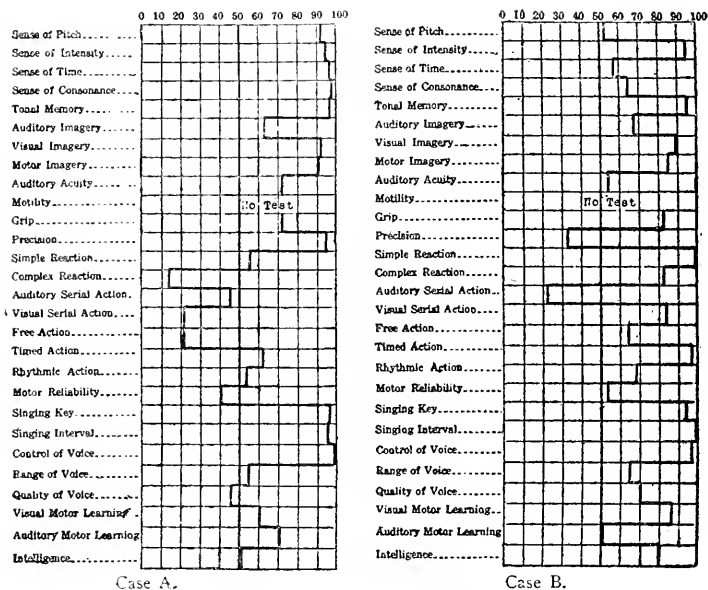 0 10 20 30 40 50 60 70 80 90 100
Sense of Pitch
Sense of Intensity
Sense of Time
Sense of Consonance
Tonal Memory
Auditory Imagery
Visual Imagery
Motor Imagery
Auditory Acuity
Motility No Test
Grip
Precision
Simple Reaction
Complex Reaction
Auditory Serial Action
Visual Serial Action
Free Action
Timed Action
Rhythmic Action
Motor Reliability
Singing Key
Singing Interval
Control of Voice
Range of Voice
Quality of Voice
Visual Motor Learning
Auditory Motor Learning
Intelligence
Case A.
0 10 20 30 40 50 60 70 80 90 100
Sense of Pitch
Sense of Intensity
Sense of Time
Sense of Consonance
Tonal Memory
Auditory Imagery
Visual Imagery
Motor Imagery
Auditory Acuity
Motility No Test
Grip
Precision
Simple Reaction
Complex Reaction
Auditory Serial Action
Visual Serial Action
Free Action
Timed Action
Rhythmic Action
Motor Reliability
Singing Key
Singing Interval
Control of Voice
Range of Voice
Quality of Voice
Visual Motor Learning
Auditory Motor Learning
Intelligence
Case B.